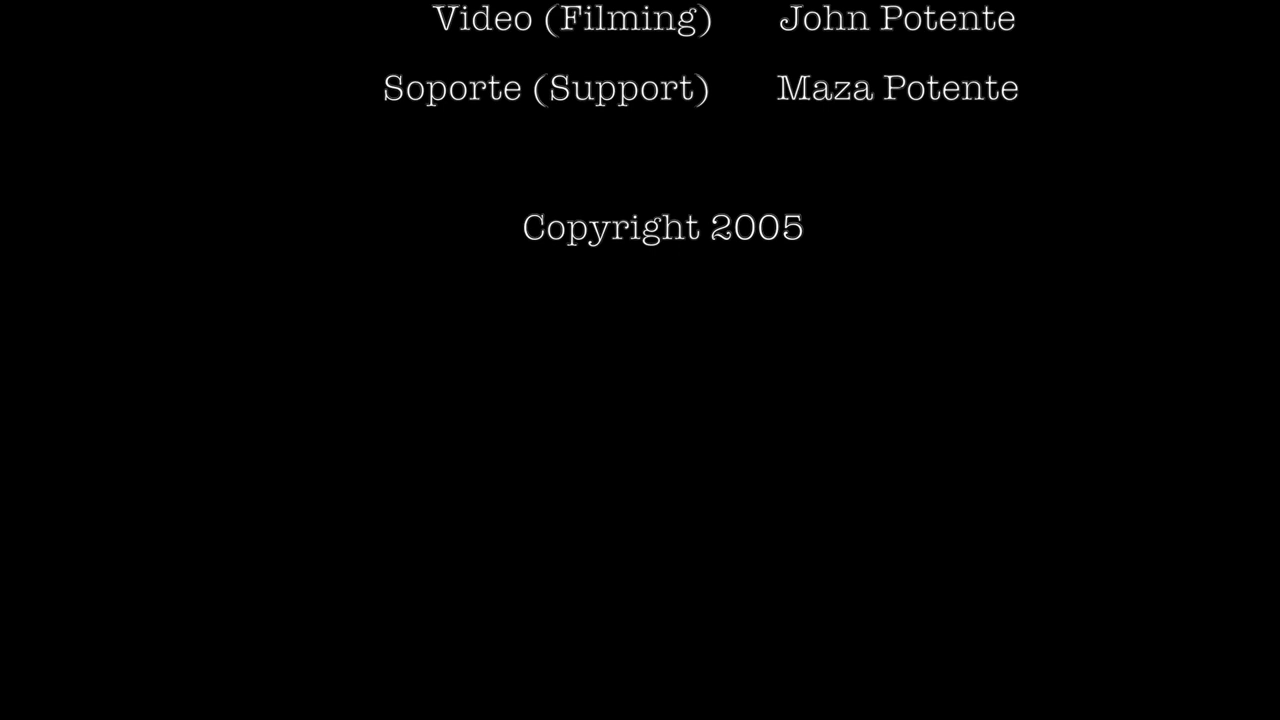 Video (Filming) John Potente
Soporte (Support) Maza Potente
Copyright 2005